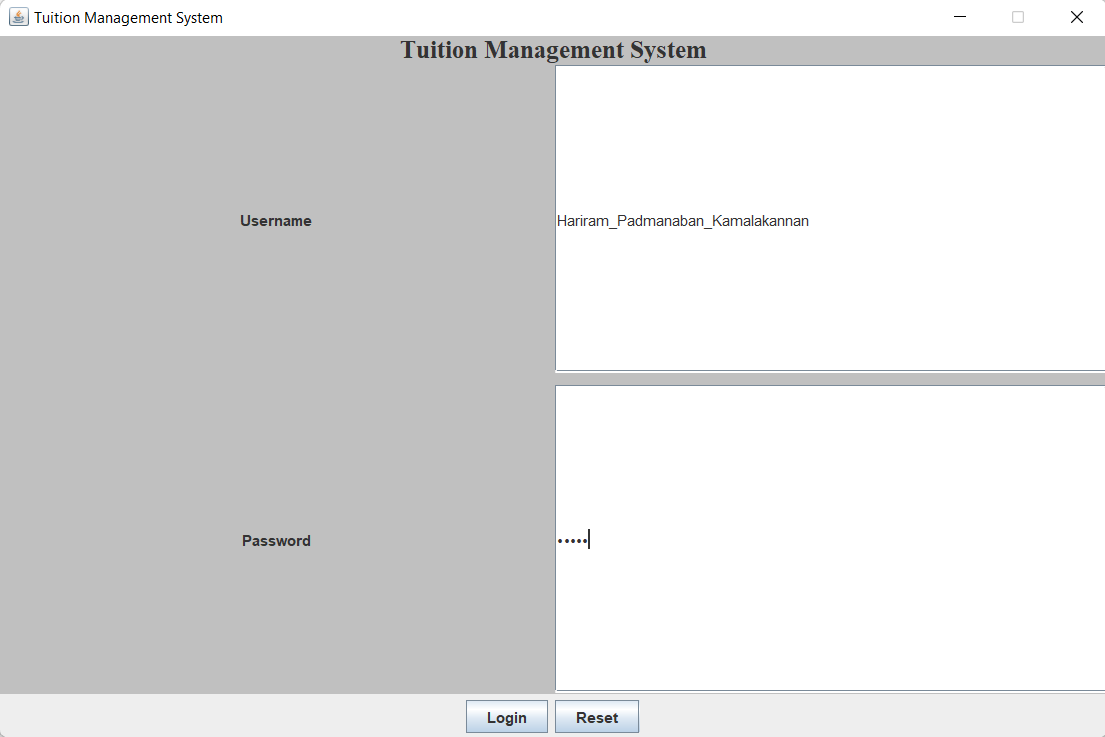 Tuition Management System
Tuition Management System
Username
Hariram_Padmanaban_Kamalakannan
Password
•••••
Login
Reset